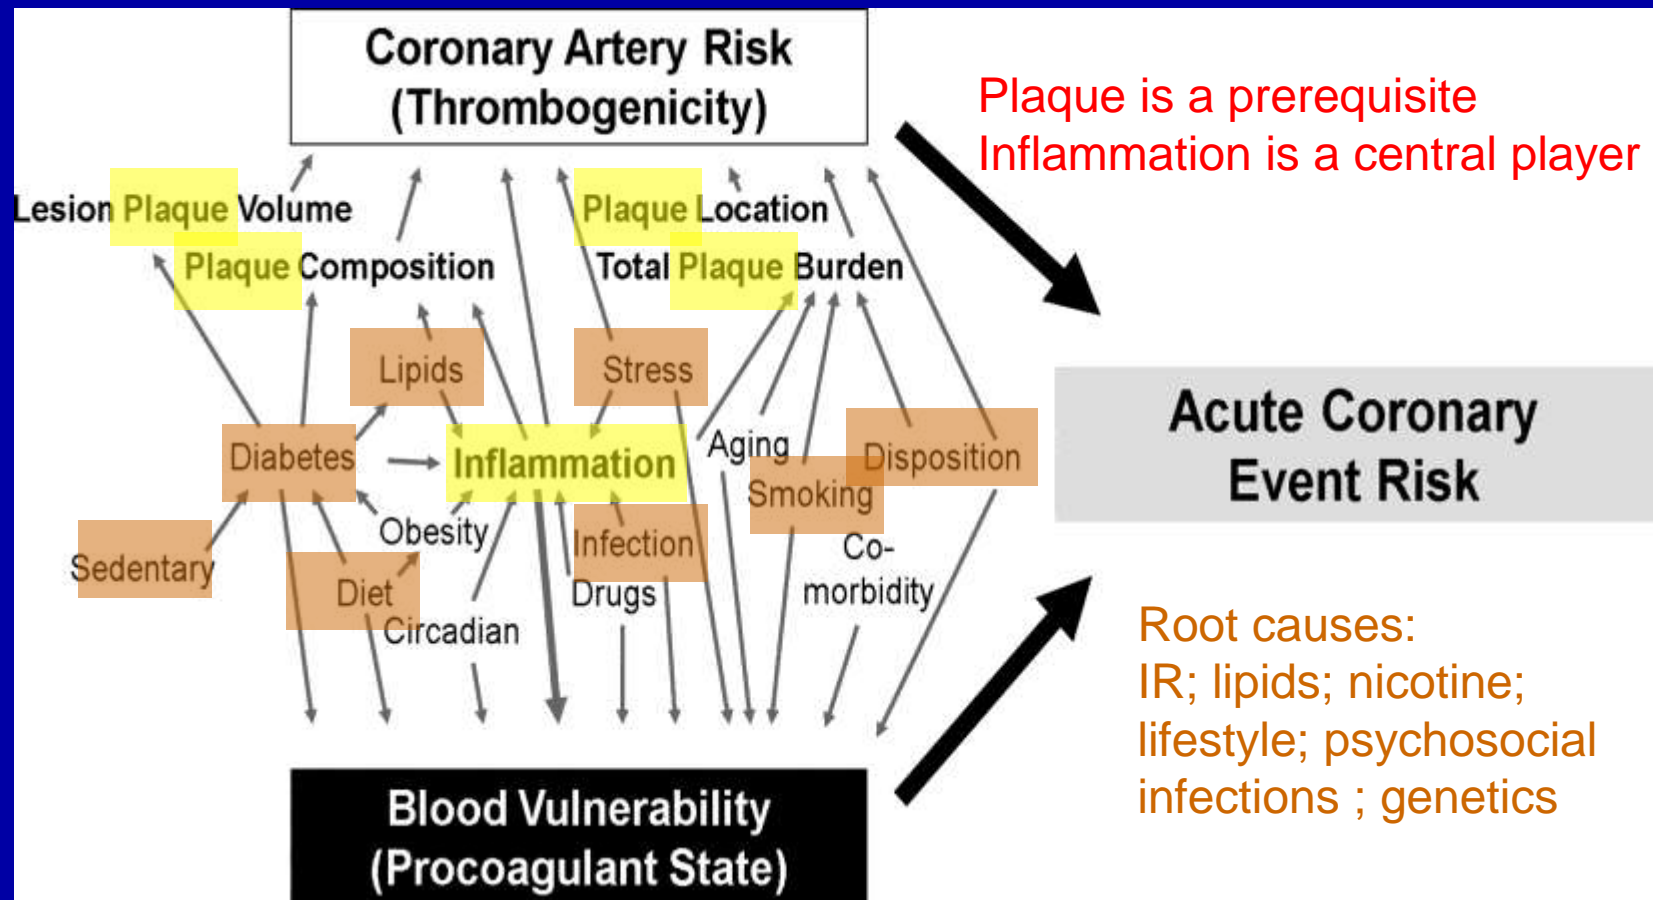 Coronary Artery Risk
(Thrombogenicity)
Plaque is a prerequisite
Inflammation is a central player
Lesion Plaque Volume
Plaque Location
Plaque Composition
Total Plaque Burden
Lipids
Stress
Diabetes
Inflammation
Aging
Disposition
Smoking
Acute Coronary
Event Risk
Sedentary
Obesity
Infection
Co-
morbidity
Diet
Drugs
Circadian
Root causes:
IR; lipids; nicotine;
lifestyle; psychosocial
infections ; genetics
Blood Vulnerability
(Procoagulant State)